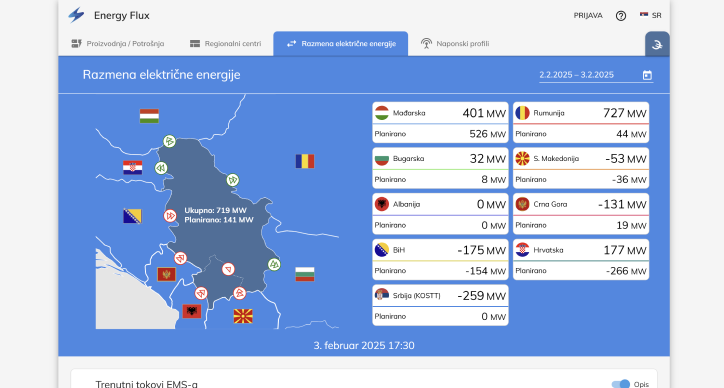 Energy Flux
PRIJAVA
SR
Proizvodnja / Potrošnja
Regionalni centri
Razmena električne energije
Naponski profili
Razmena električne energije
2.2.2025 – 3.2.2025
Ukupno: 719 MW
Planirano: 141 MW
Mađarska 401 MW
Planirano 526 MW
Rumunija 727 MW
Planirano 44 MW
Bugarska 32 MW
Planirano 8 MW
S. Makedonija -53 MW
Planirano -36 MW
Albanija 0 MW
Planirano 0 MW
Crna Gora -131 MW
Planirano 19 MW
BiH -175 MW
Planirano -154 MW
Hrvatska 177 MW
Planirano -266 MW
Srbija (KOSTT) -259 MW
Planirano 0 MW
3. februar 2025 17:30
Trenutni tokovi EMS-a
Opis